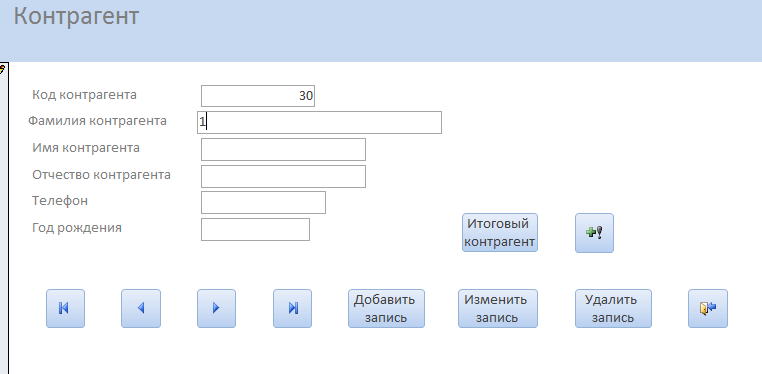 Контрагент
Код контрагента 30
Фамилия контрагента 1
Имя контрагента
Отчество контрагента
Телефон
Год рождения
Итоговый
контрагент
Добавить
запись
Изменить
запись
Удалить
запись